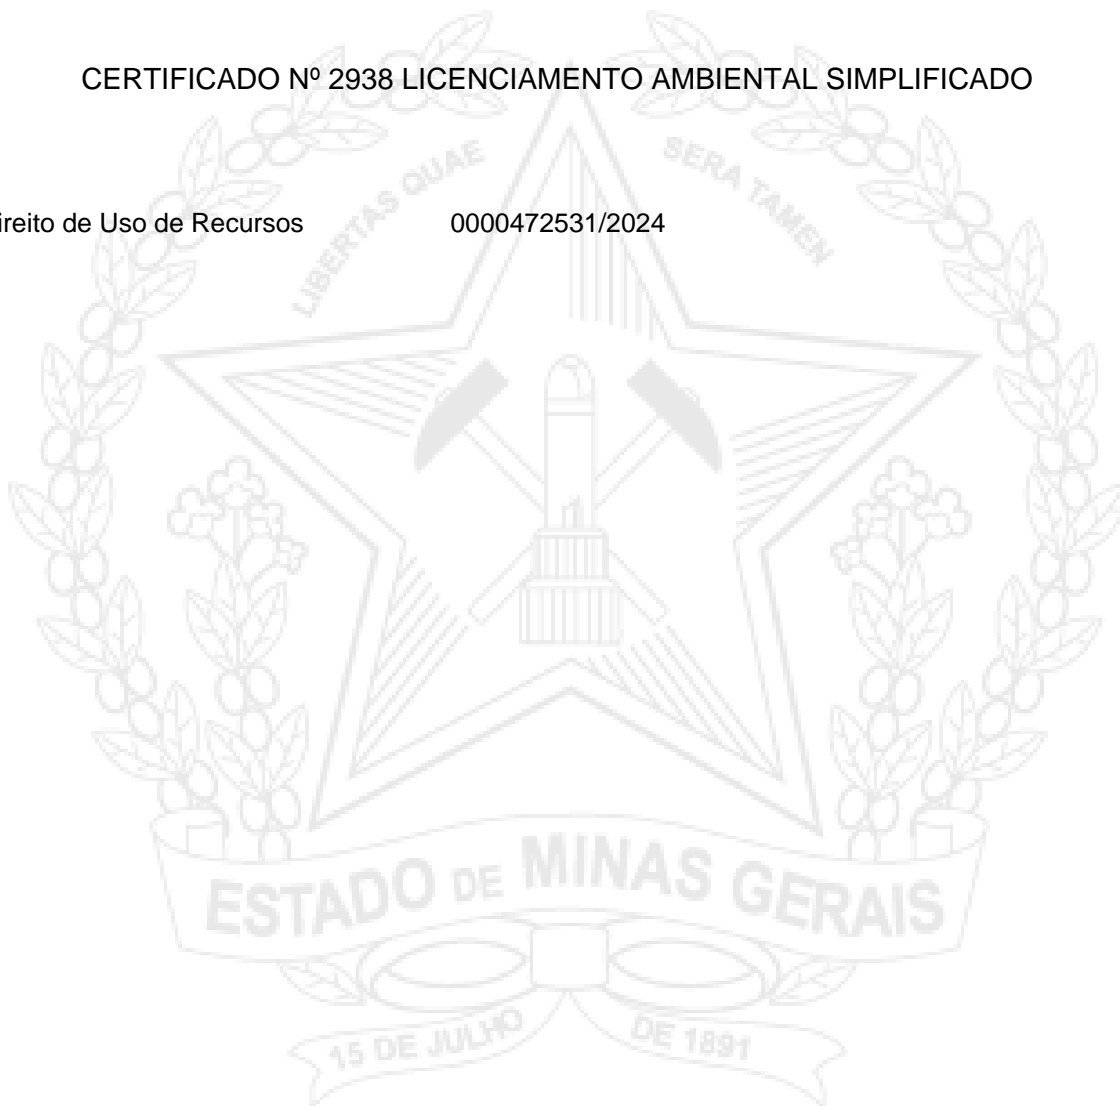 CERTIFICADO Nº 2938 LICENCIAMENTO AMBIENTAL SIMPLIFICADO
LIBERTAS QUAE SERA TAMEN
ireito de Uso de Recursos 0000472531/2024
ESTADO DE MINAS GERAIS
15 DE JULHO DE 1891